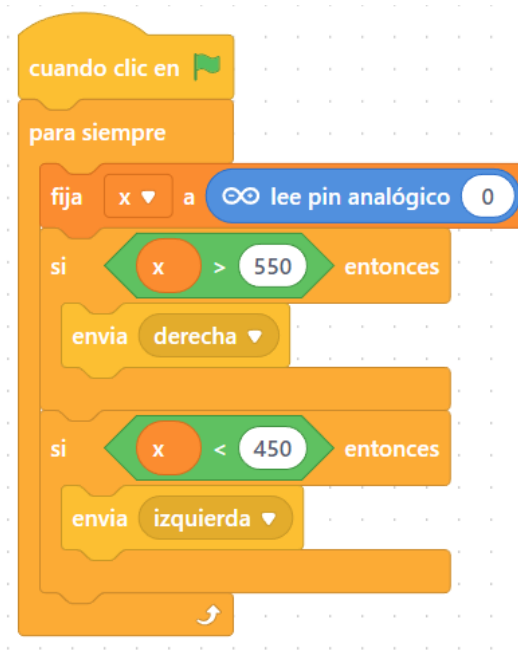 cuando clic en
para siempre
fija x a lee pin analógico 0
si x > 550 entonces
envia derecha
si x < 450 entonces
envia izquierda